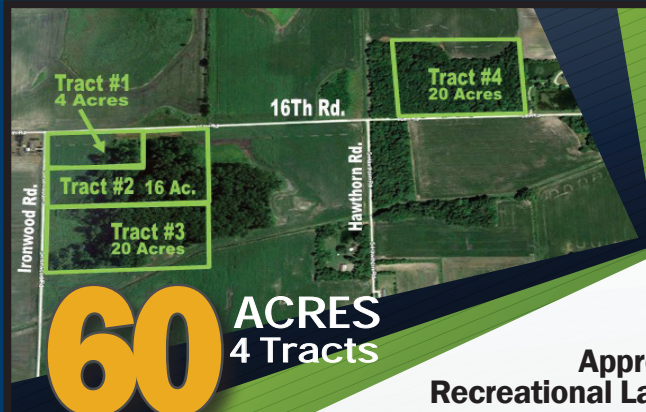 Tract #1
4 Acres
Tract #4
20 Acres
16Th Rd.
Tract #2 16 Ac.
Hawthorn Rd.
Ironwood Rd.
Tract #3
20 Acres
60 ACRES
4 Tracts
Recreational